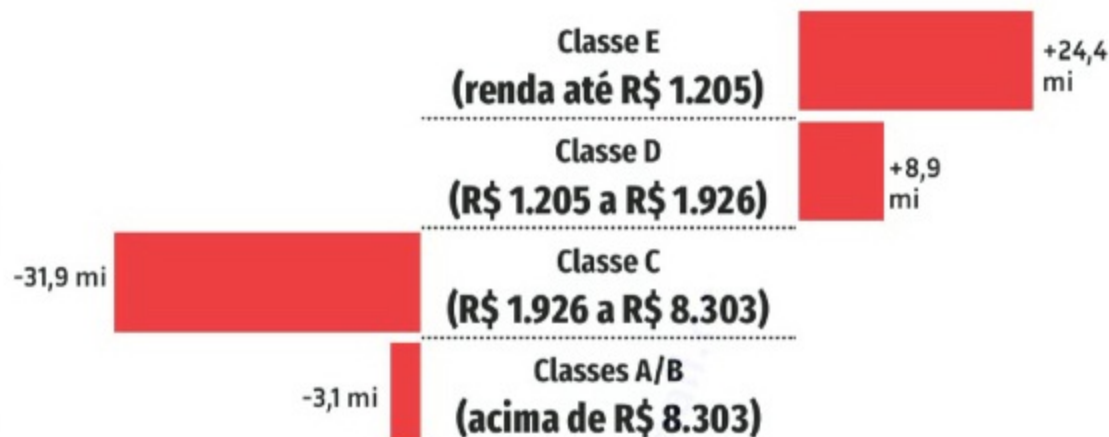 Classe E
(renda até R$ 1.205)
+24,4
mi
Classe D
(R$ 1.205 a R$ 1.926)
+8,9
mi
-31,9 mi
Classe C
(R$ 1.926 a R$ 8.303)
-3,1 mi
Classes A/B
(acima de R$ 8.303)